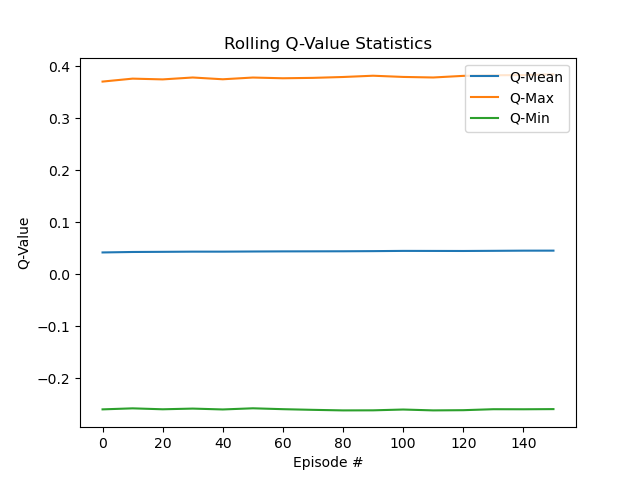 Rolling Q-Value Statistics
Q-Value
0.4
0.3
0.2
0.1
0.0
−0.1
−0.2
Q-Mean
Q-Max
Q-Min
0 20 40 60 80 100 120 140
Episode #